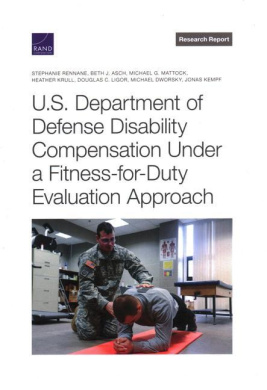 RAND
CORPORATION
Research Report
STEPHANIE RENNANE, BETH J. ASCH, MICHAEL G. MATTOCK,
HEATHER KRULL, DOUGLAS C. LIGOR, MICHAEL DWORSKY, JONAS KEMPF
U.S. Department of
Defense Disability
Compensation Under
a Fitness-for-Duty
Evaluation Approach